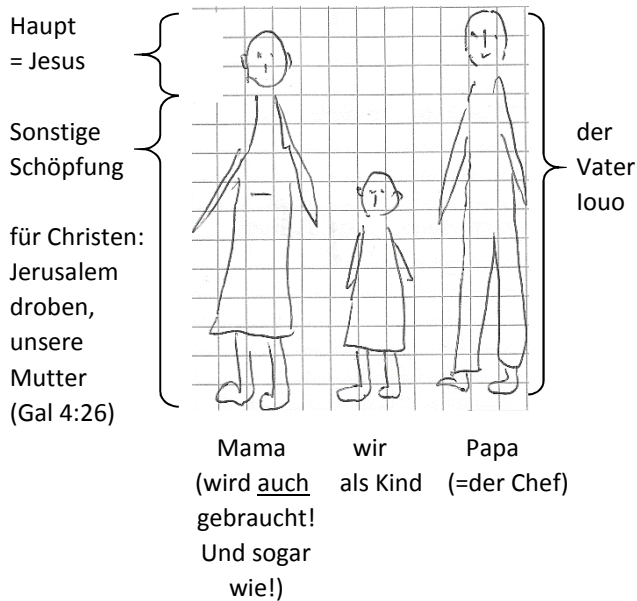 Haupt
= Jesus
Sonstige
Schöpfung
für Christen:
Jerusalem
droben,
unsere
Mutter
(Gal 4:26)
der
Vater
Iouo
Mama
(wird auch
gebraucht!
Und sogar
wie!)
wir
als Kind
Papa
(=der Chef)